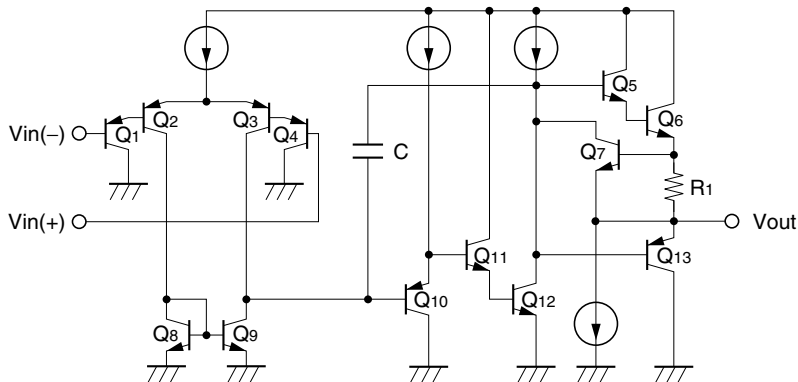 Q5
Q6
Vin(−)
Q1
Q2
Q3
Q4
C
Q7
R1
Vin(+)
Vout
Q11
Q13
Q10
Q12
Q8
Q9